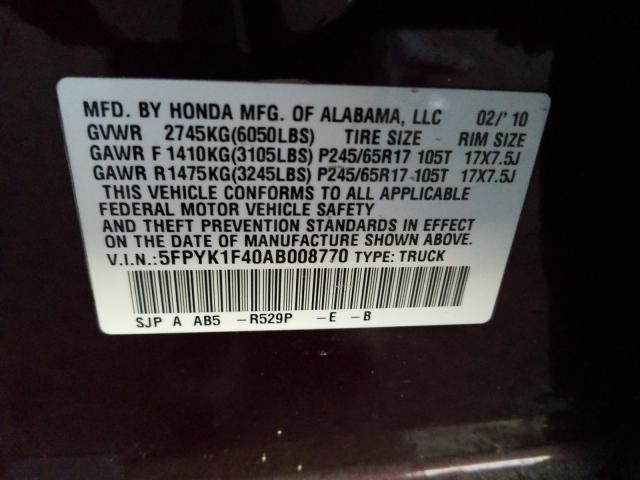 MFD. BY HONDA MFG. OF ALABAMA, LLC 02/'10
GVWR 2745KG(6050LBS) TIRE SIZE RIM SIZE
GAWR F 1410KG(3105LBS) P245/65R17 105T 17X7.5J
GAWR R1475KG(3245LBS) P245/65R17 105T 17X7.5J
THIS VEHICLE CONFORMS TO ALL APPLICABLE
FEDERAL MOTOR VEHICLE SAFETY
AND THEFT PREVENTION STANDARDS IN EFFECT
ON THE DATE OF MANUFACTURE SHOWN ABOVE.
V.I.N.: 5FPYK1F40AB008770 TYPE: TRUCK
SJP A AB5 -R529P -E -B